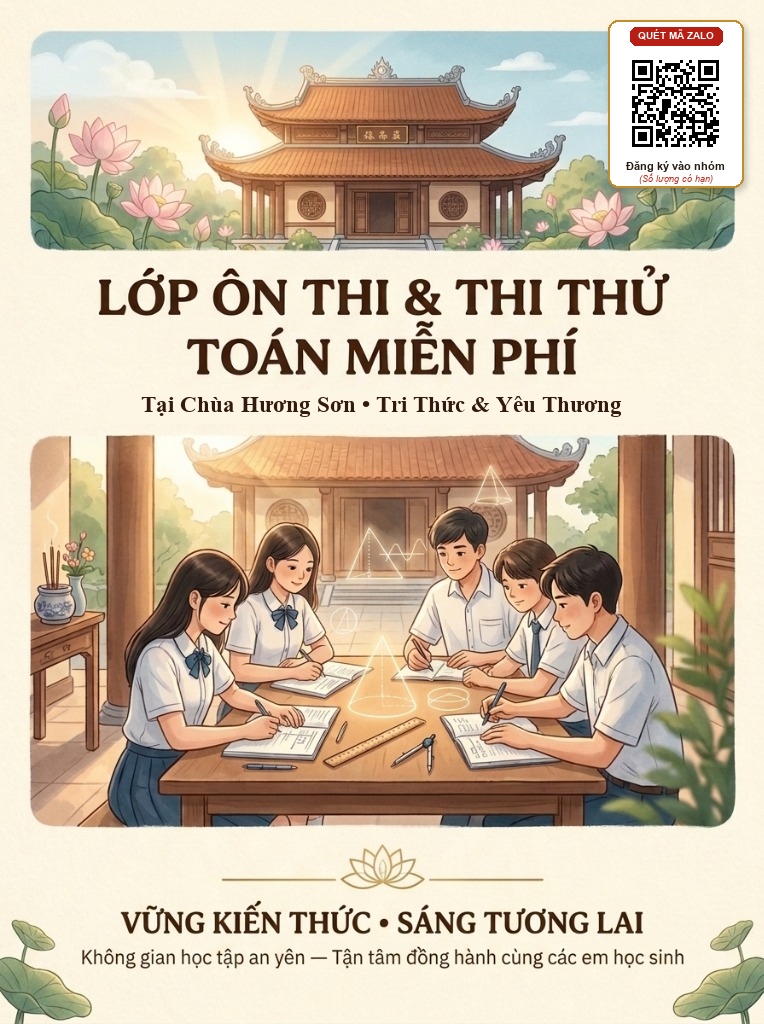 QUÉT MÃ ZALO
Đăng ký vào nhóm
(Số lượng có hạn)
LỚP ÔN THI & THI THỬ
TOÁN MIỄN PHÍ
Tại Chùa Hương Sơn • Tri Thức & Yêu Thương
VỮNG KIẾN THỨC • SÁNG TƯƠNG LAI
Không gian học tập an yên — Tận tâm đồng hành cùng các em học sinh